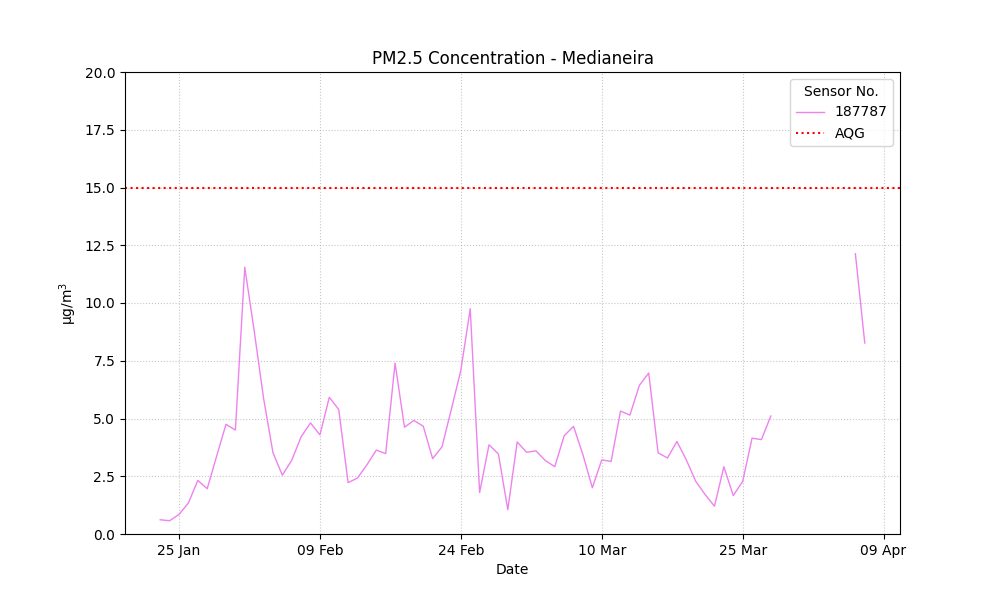 PM2.5 Concentration - Medianeira
20.0
17.5
15.0
12.5
10.0
7.5
5.0
2.5
0.0
µg/m³
Sensor No.
187787
AQG
25 Jan
09 Feb
24 Feb
10 Mar
25 Mar
09 Apr
Date